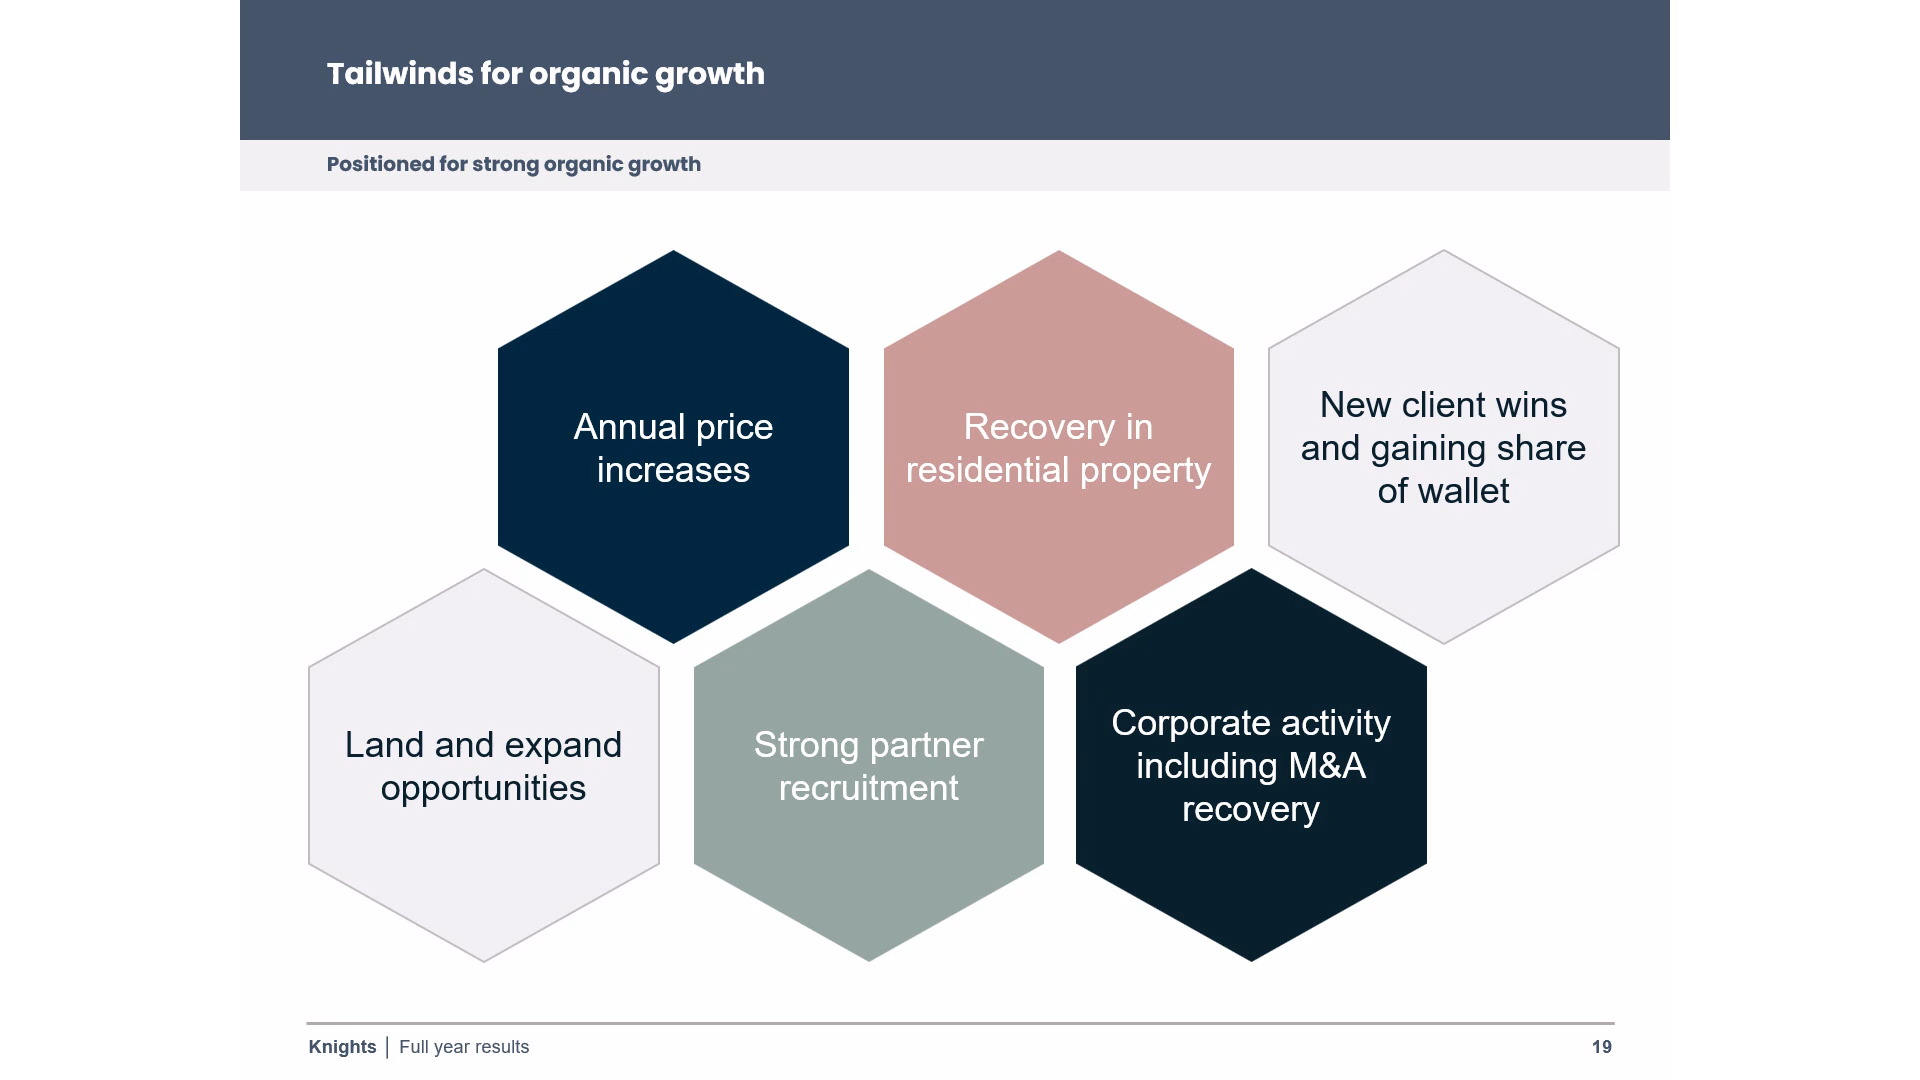 Tailwinds for organic growth
Positioned for strong organic growth
Annual price
increases
Recovery in
residential property
New client wins
and gaining share
of wallet
Land and expand
opportunities
Strong partner
recruitment
Corporate activity
including M&A
recovery
Knights | Full year results
19